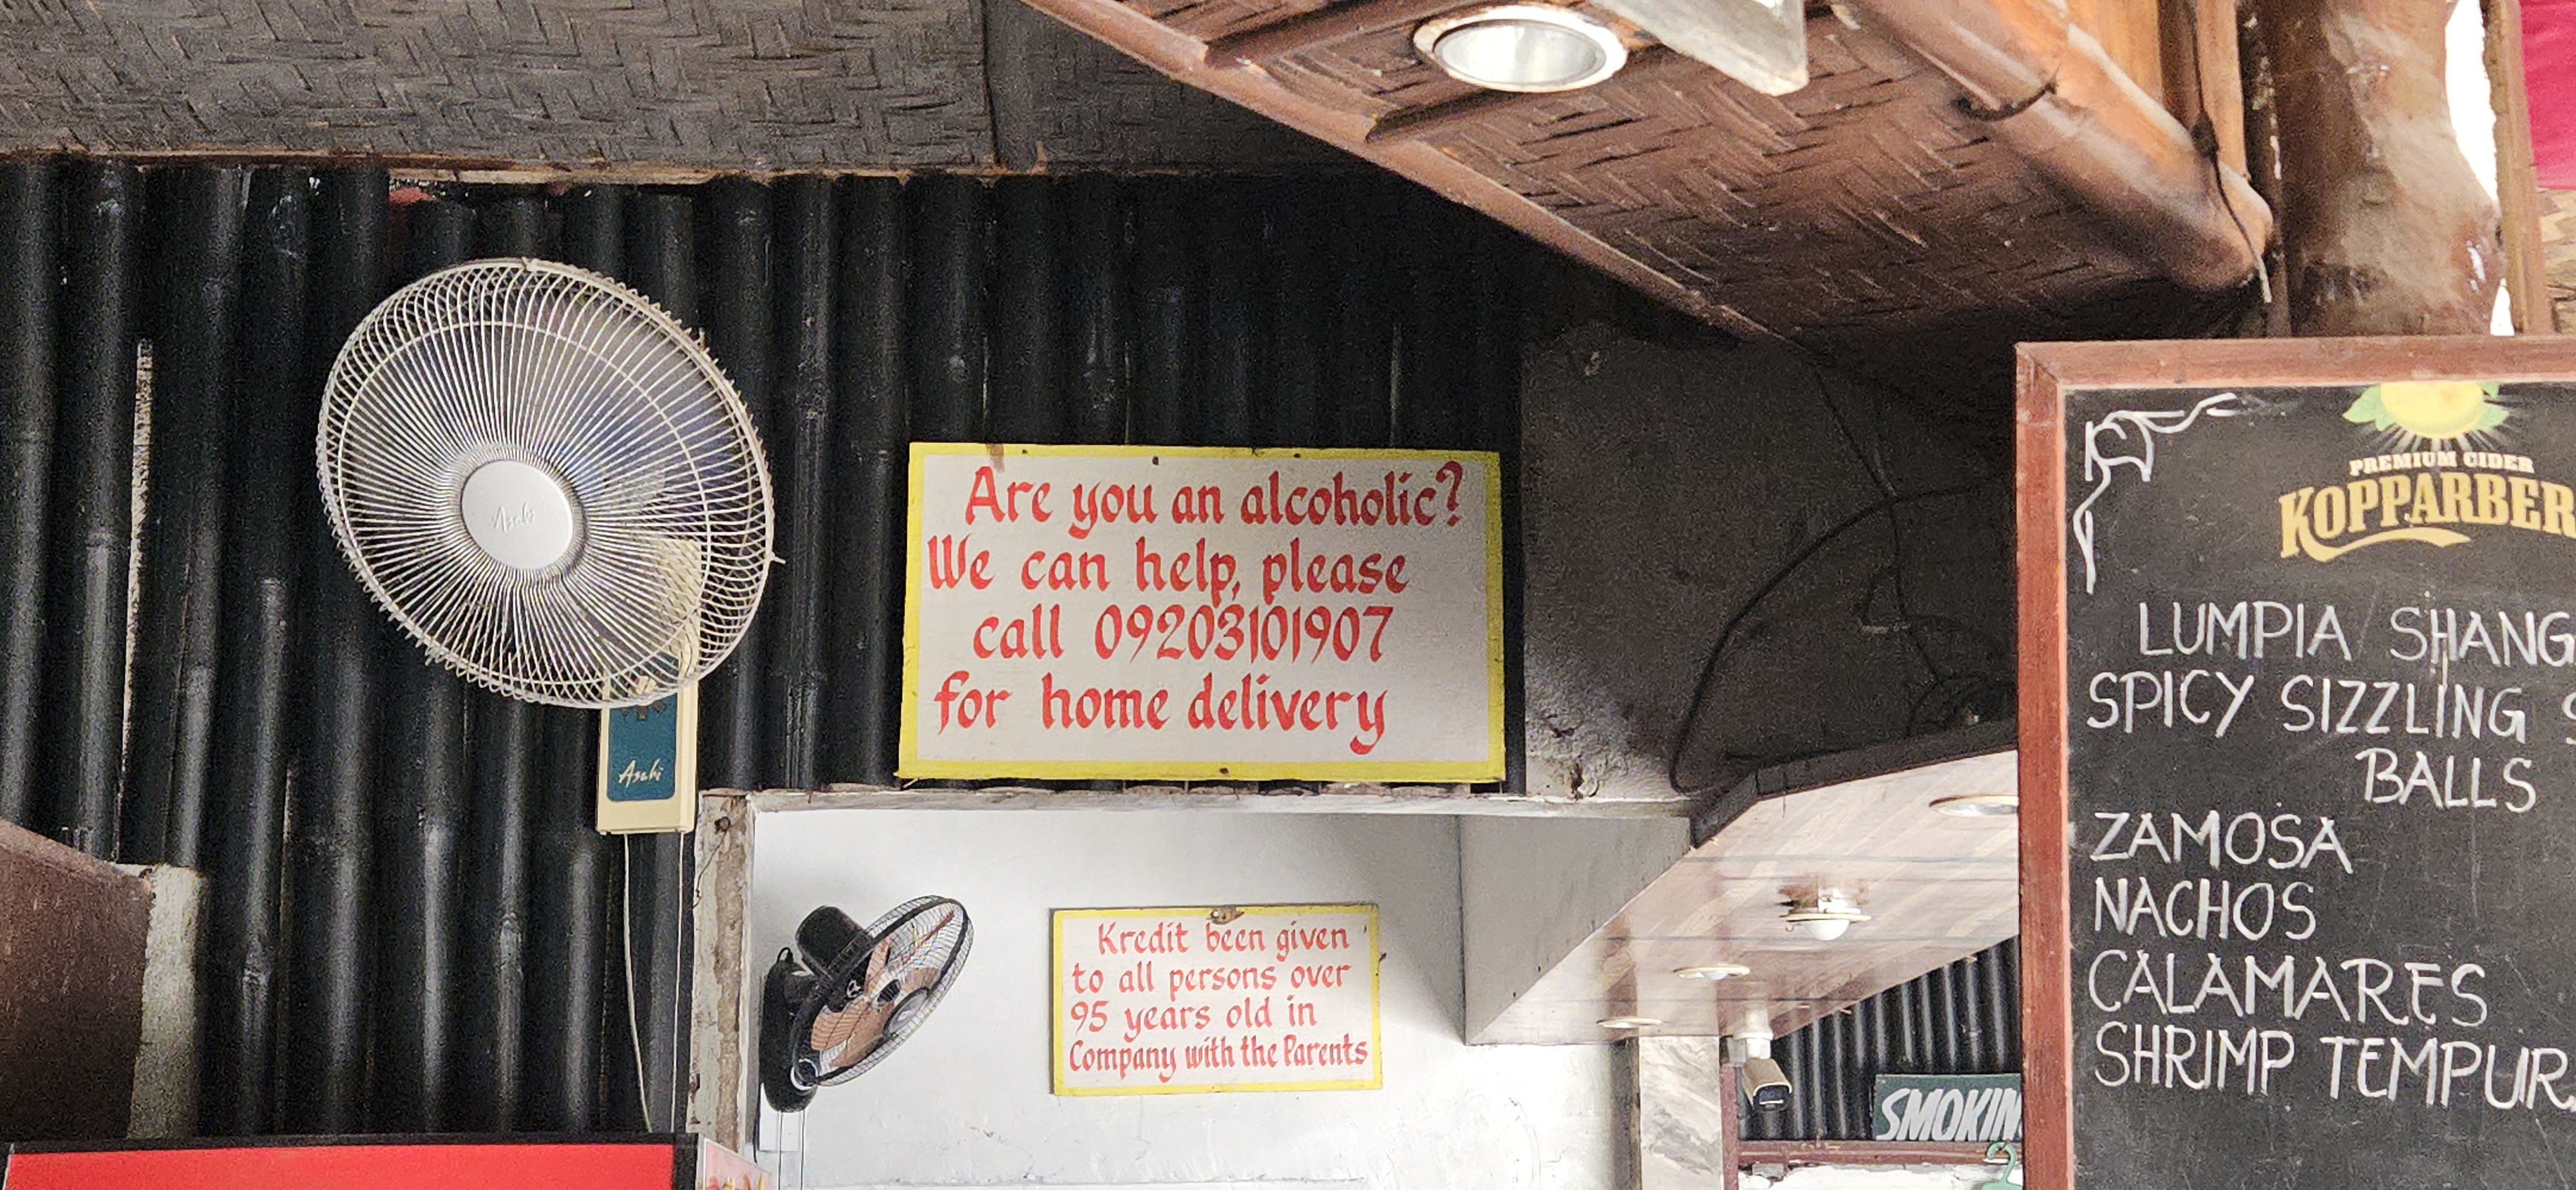 Are you an alcoholic?
We can help, please
call 09203101907
for home delivery
Asahi
Asahi
Kredit been given
to all persons over
95 years old in
Company with the Parents
PREMIUM CIDER
KOPPARBER
LUMPIA SHANG
SPICY SIZZLING S
BALLS
ZAMOSA
NACHOS
CALAMARES
SHRIMP TEMPURA
SMOKIN